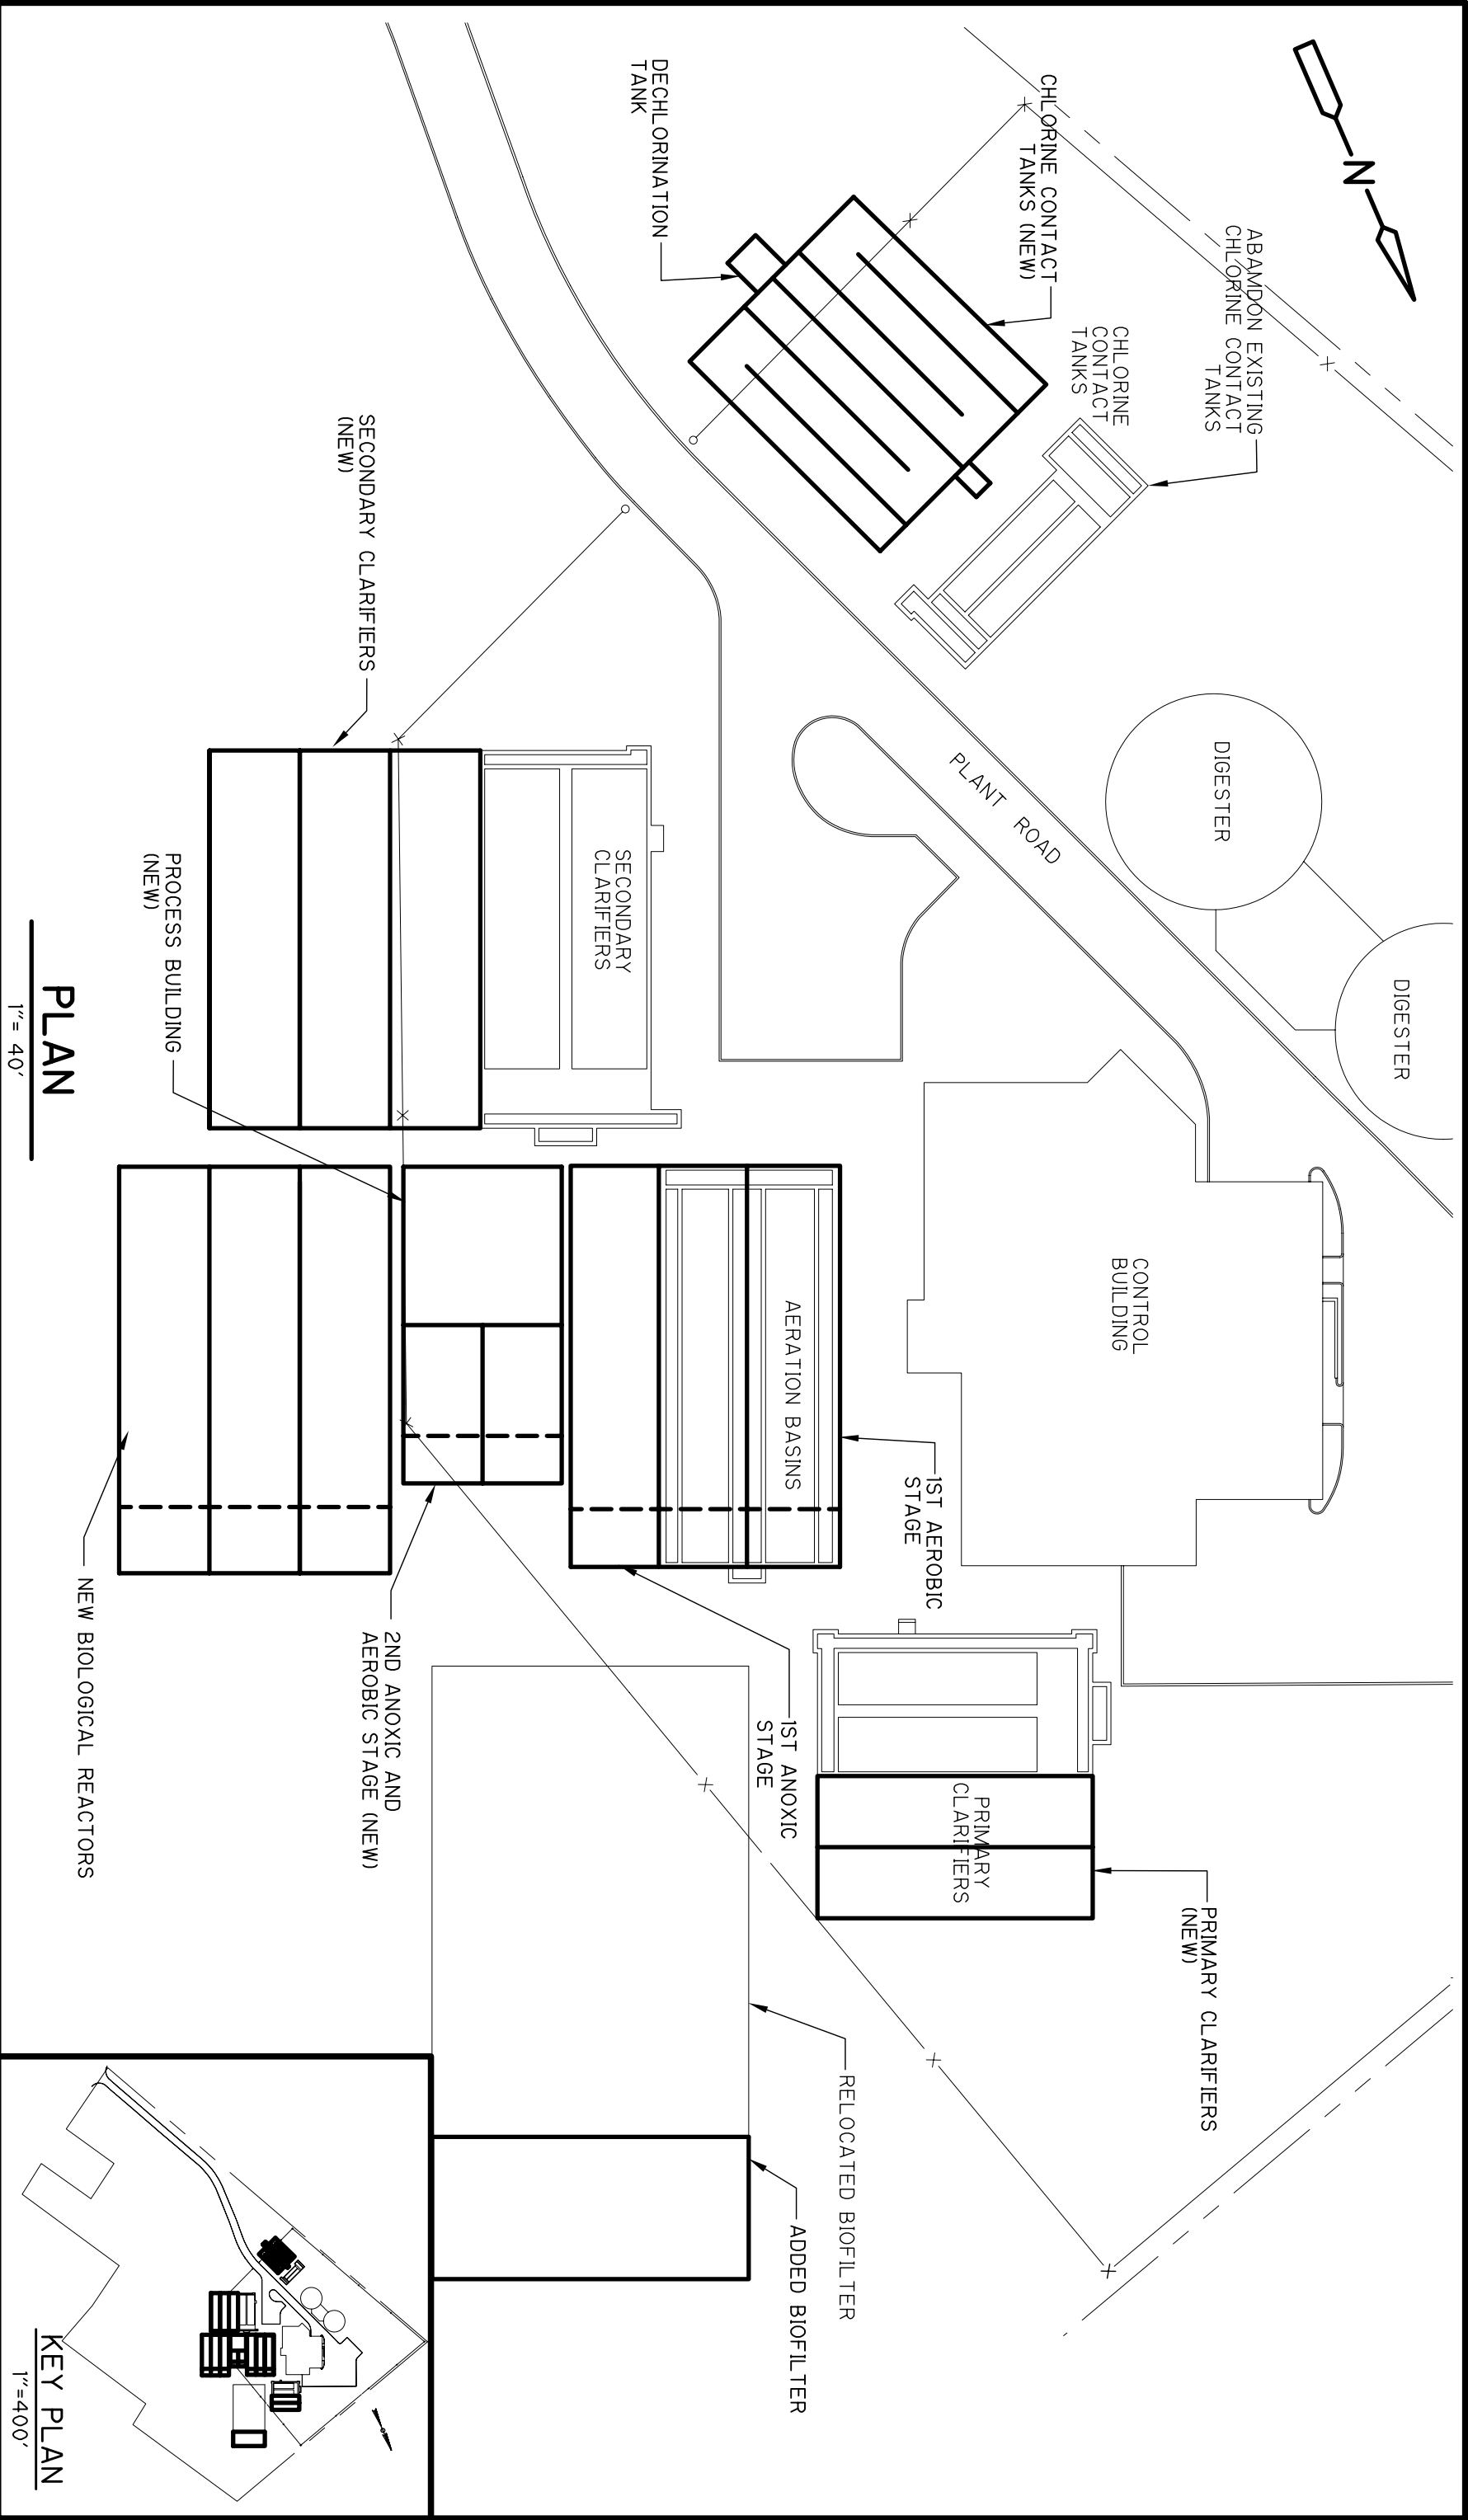 N
ABAMDON EXISTING
CHLORINE CONTACT
TANKS
CHLORINE CONTACT
TANKS (NEW)
CHLORINE
CONTACT
TANKS
DECHLORINATION
TANK
DIGESTER
DIGESTER
PLANT ROAD
SECONDARY CLARIFIERS
(NEW)
SECONDARY
CLARIFIERS
PROCESS BUILDING
(NEW)
CONTROL
BUILDING
AERATION BASINS
1ST AEROBIC
STAGE
1ST ANOXIC
STAGE
2ND ANOXIC AND
AEROBIC STAGE (NEW)
NEW BIOLOGICAL REACTORS
PRIMARY
CLARIFIERS
PRIMARY CLARIFIERS
(NEW)
RELOCATED BIOFILTER
ADDED BIOFILTER
PLAN
1"= 40'
KEY PLAN
1"=400'